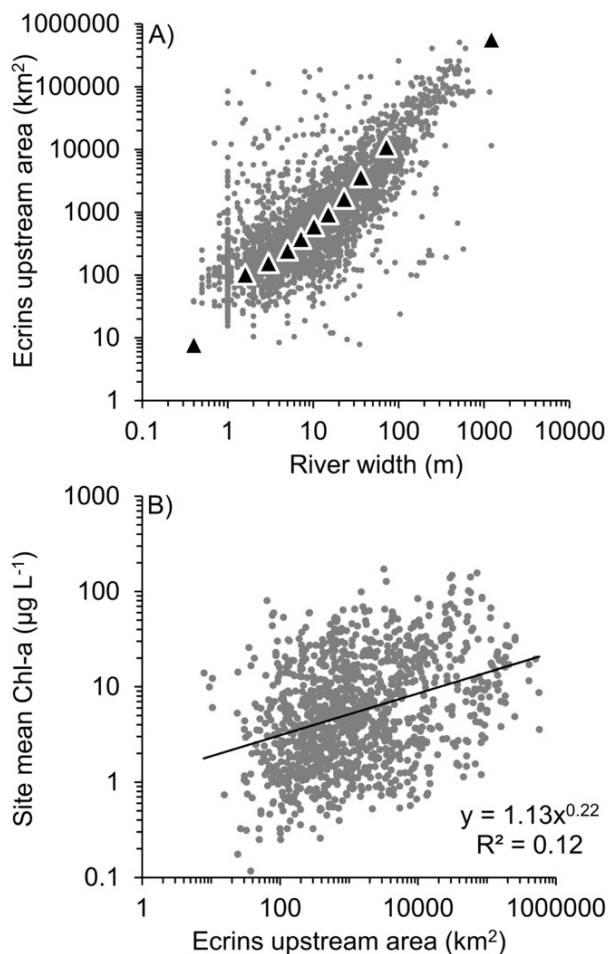 A)
Ecrins upstream area (km²)
1000000
100000
10000
1000
100
10
1
0.1 1 10 100 1000 10000
River width (m)
B)
Site mean Chl-a (µg L⁻¹)
1000
100
10
1
0.1
y = 1.13x^0.22
R² = 0.12
1 100 10000 1000000
Ecrins upstream area (km²)